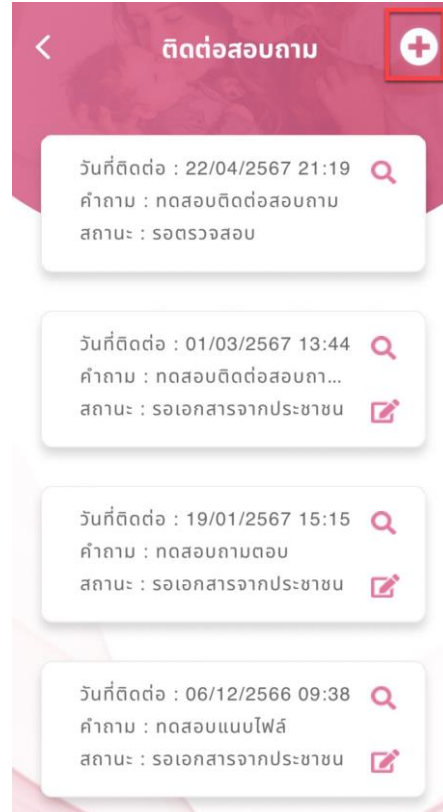 ติดต่อสอบถาม
วันที่ติดต่อ : 22/04/2567 21:19
คำถาม : ทดสอบติดต่อสอบถาม
สถานะ : รอตรวจสอบ
วันที่ติดต่อ : 01/03/2567 13:44
คำถาม : ทดสอบติดต่อสอบถา...
สถานะ : รอเอกสารจากประชาชน
วันที่ติดต่อ : 19/01/2567 15:15
คำถาม : ทดสอบถามตอบ
สถานะ : รอเอกสารจากประชาชน
วันที่ติดต่อ : 06/12/2566 09:38
คำถาม : ทดสอบแนบไฟล์
สถานะ : รอเอกสารจากประชาชน